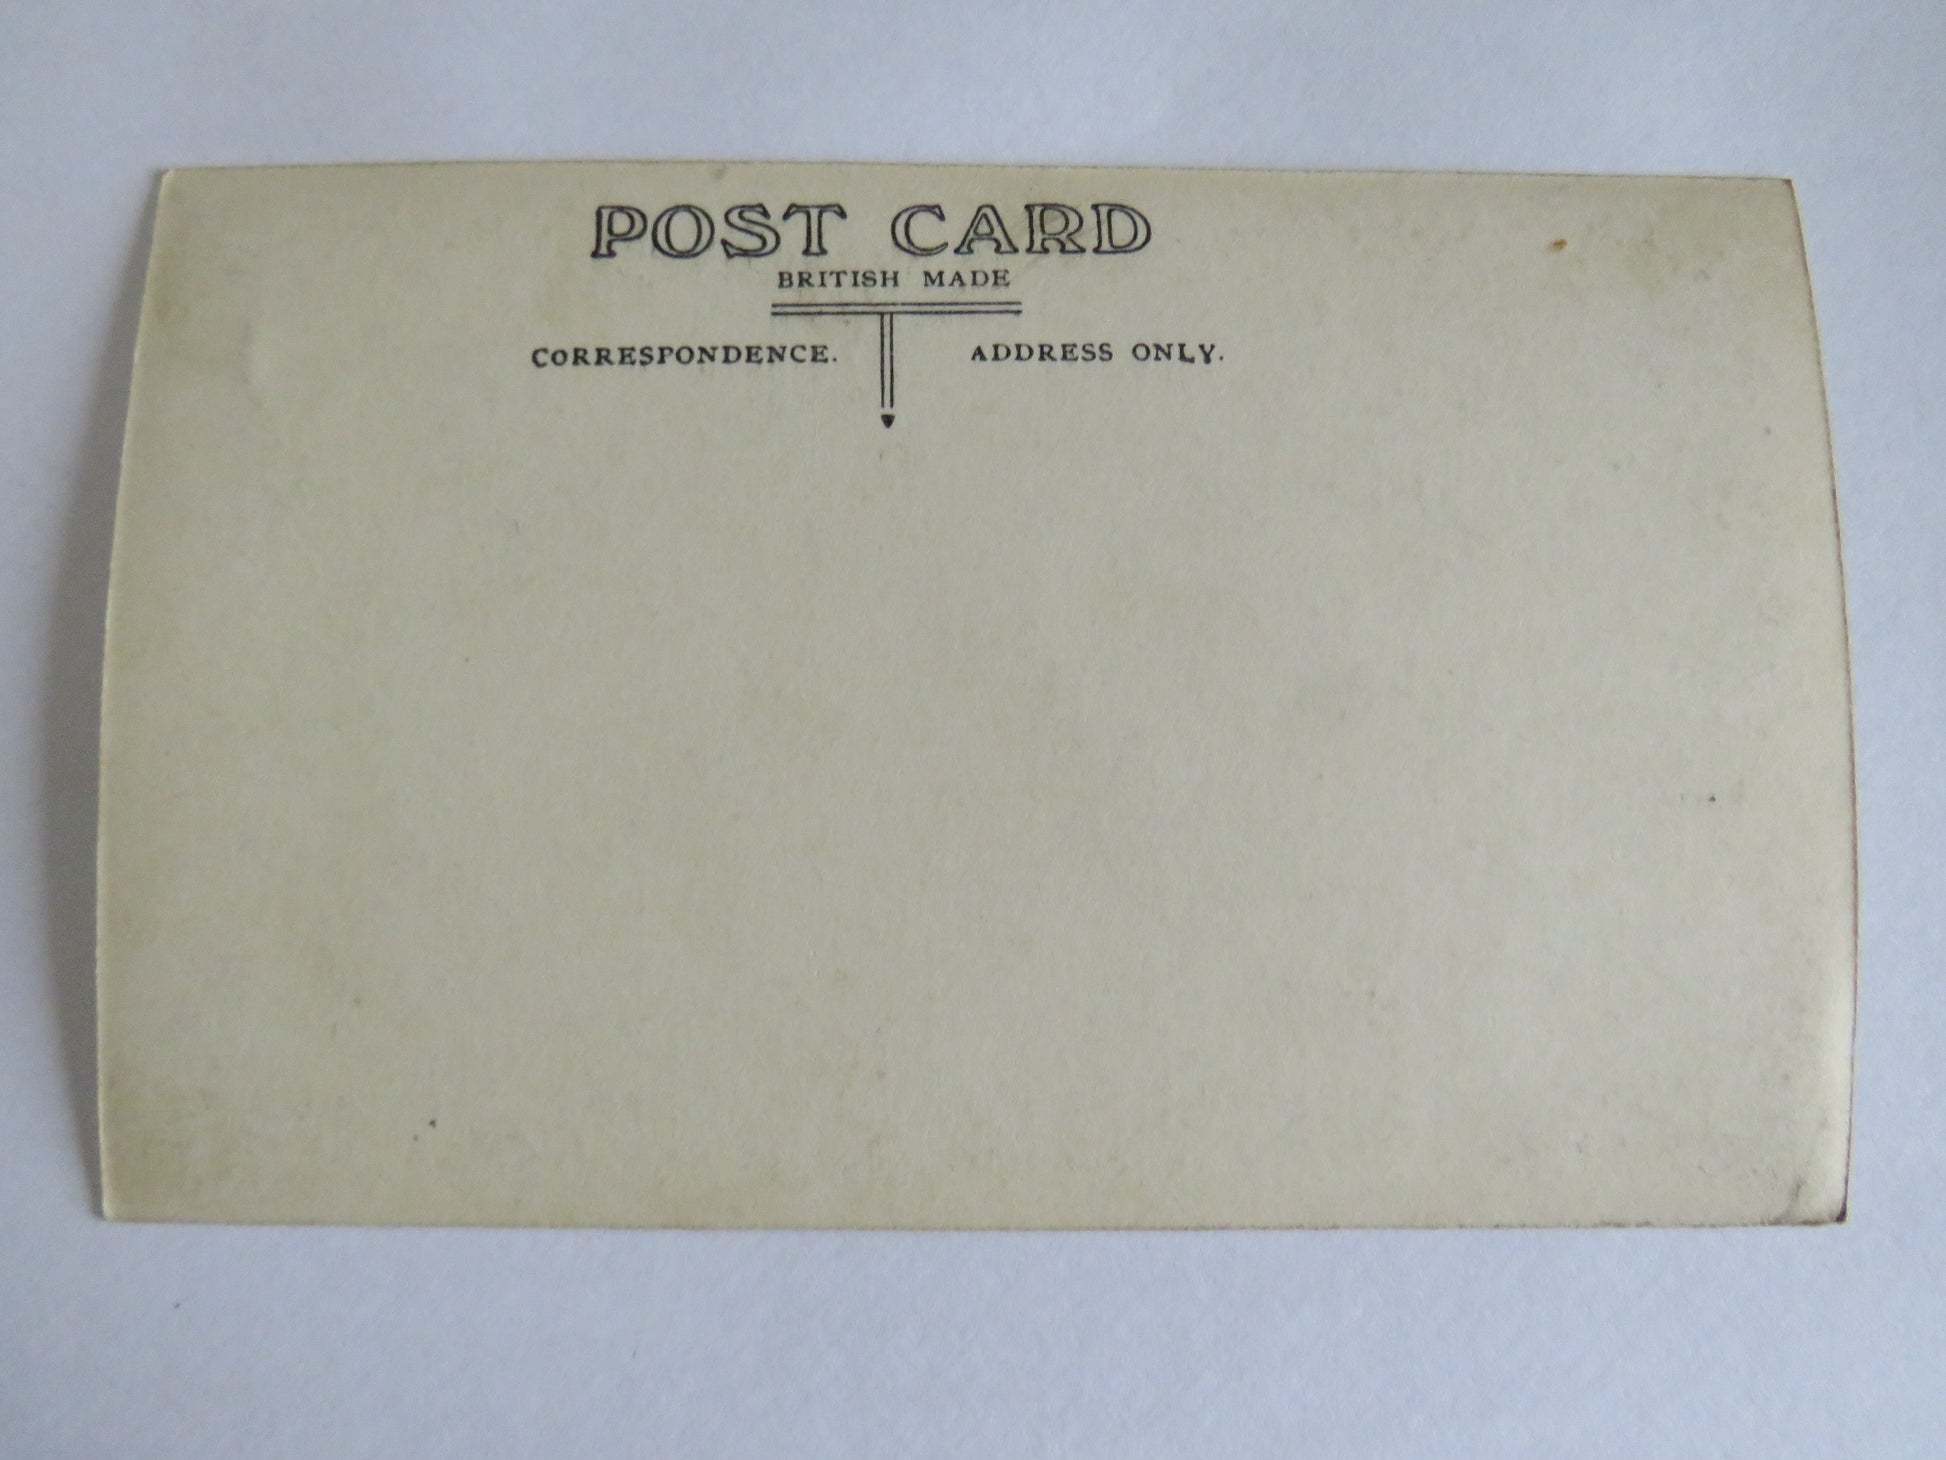 POST CARD
BRITISH MADE
CORRESPONDENCE. ADDRESS ONLY.